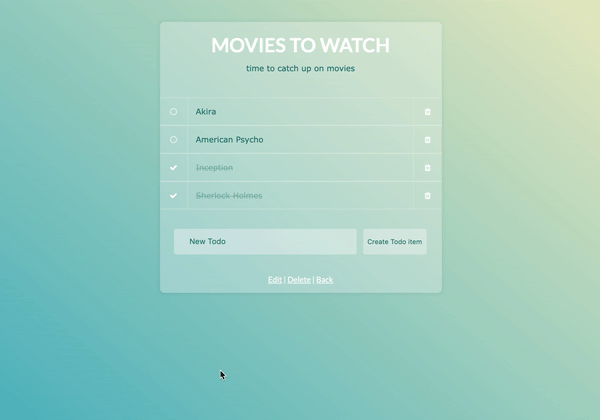 MOVIES TO WATCH
time to catch up on movies
Akira
American Psycho
Inception
Sherlock Holmes
New Todo
Create Todo item
Edit | Delete | Back